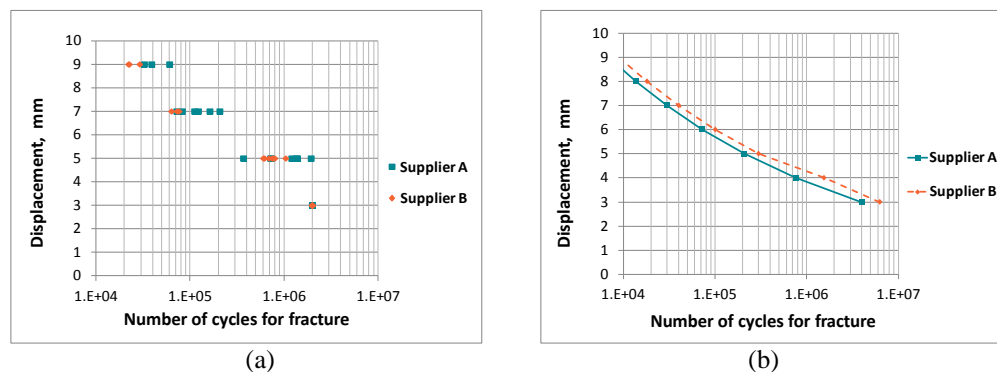 10
9
8
7
6
5
4
3
2
1
0
Displacement, mm
1.E+04 1.E+05 1.E+06 1.E+07
Number of cycles for fracture
Supplier A
Supplier B
(a)
10
9
8
7
6
5
4
3
2
1
0
Displacement, mm
1.E+04 1.E+05 1.E+06 1.E+07
Number of cycles for fracture
Supplier A
Supplier B
(b)